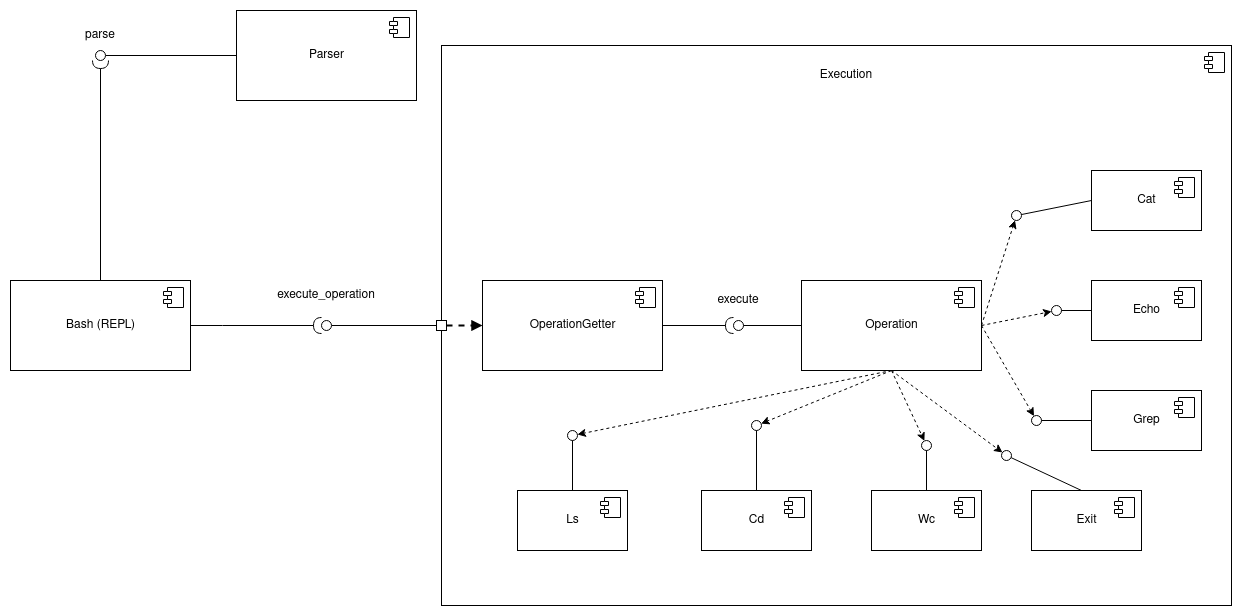 parse
Parser
Execution
Cat
Bash (REPL)
execute_operation
OperationGetter
execute
Operation
Echo
Grep
Ls
Cd
Wc
Exit